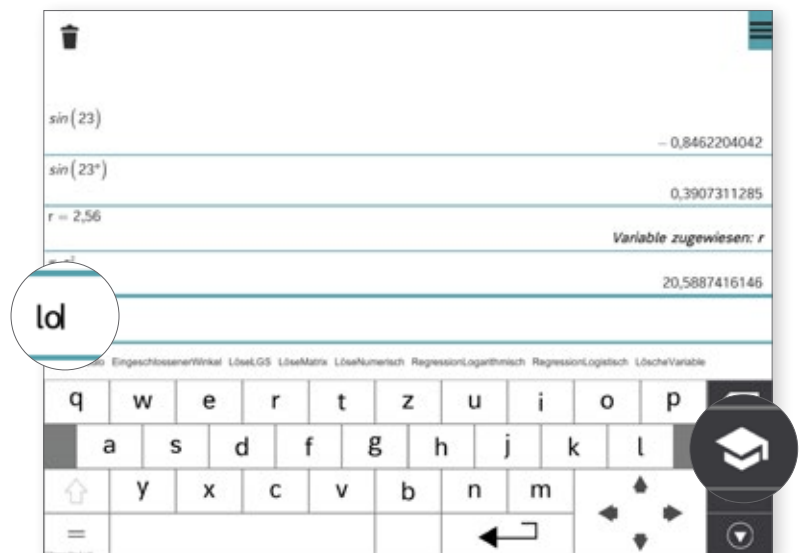 sin(23)
− 0,8462204042
sin(23°)
0,3907311285
r = 2,56
Variable zugewiesen: r
20,5887416146
lo
EingeschlossenerWinkel LöseLGS LöseMatrix LöseNumerisch RegressionLogarithmisch RegressionLogistisch LöscheVariable
q w e r t z u i o p
a s d f g h j k l
y x c v b n m
=